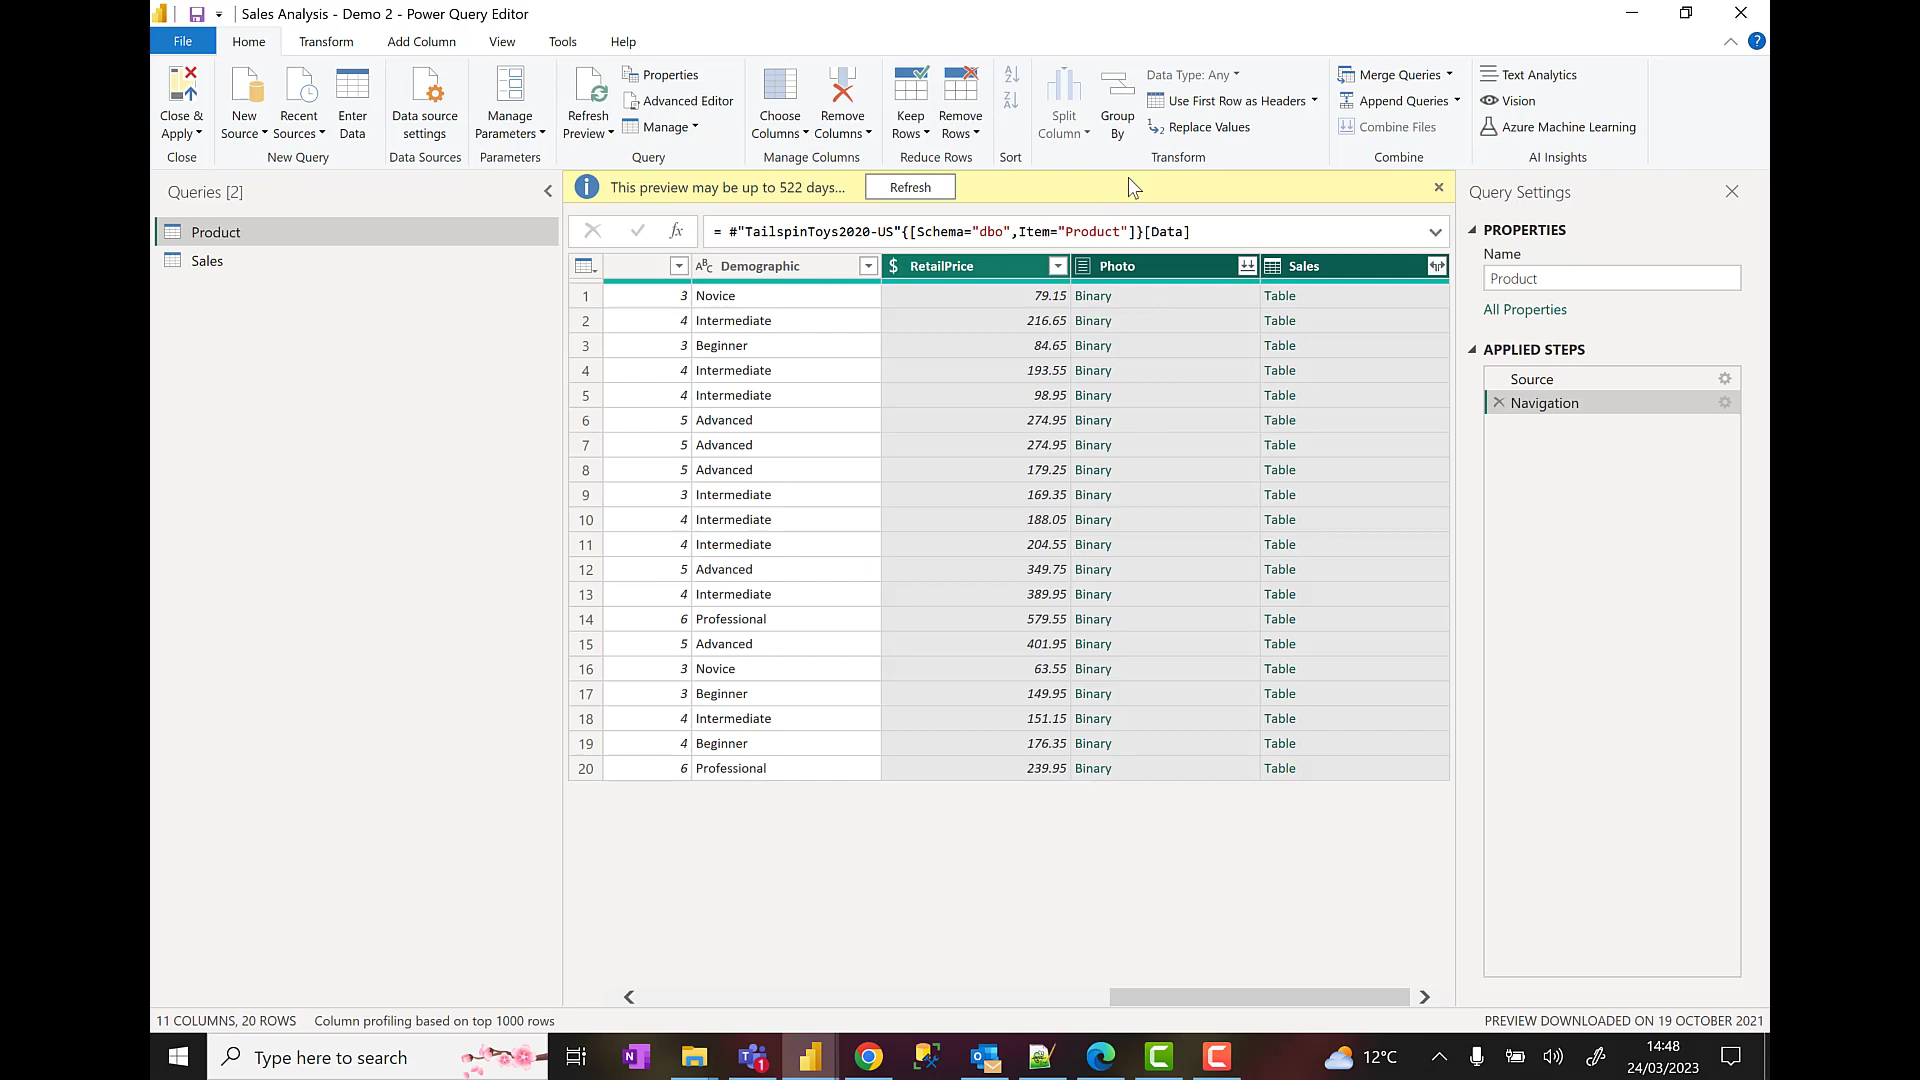 Sales Analysis - Demo 2 - Power Query Editor
File Home Transform Add Column View Tools Help
Close & Apply
Close
New Source
Recent Sources
Enter Data
New Query
Data source settings
Data Sources
Manage Parameters
Parameters
Refresh Preview
Properties
Advanced Editor
Manage
Query
Choose Columns
Remove Columns
Manage Columns
Keep Rows
Remove Rows
Reduce Rows
Sort
Split Column
Group By
Data Type: Any
Use First Row as Headers
Replace Values
Transform
Merge Queries
Append Queries
Combine Files
Combine
Text Analytics
Vision
Azure Machine Learning
AI Insights
Queries [2]
Product
Sales
This preview may be up to 522 days... Refresh
fx = #"TailspinToys2020-US"{[Schema="dbo",Item="Product"]}[Data]
ABC Demographic $ RetailPrice Photo Sales
1 3 Novice 79.15 Binary Table
2 4 Intermediate 216.65 Binary Table
3 3 Beginner 84.65 Binary Table
4 4 Intermediate 193.55 Binary Table
5 4 Intermediate 98.95 Binary Table
6 5 Advanced 274.95 Binary Table
7 5 Advanced 274.95 Binary Table
8 5 Advanced 179.25 Binary Table
9 3 Intermediate 169.35 Binary Table
10 4 Intermediate 188.05 Binary Table
11 4 Intermediate 204.55 Binary Table
12 5 Advanced 349.75 Binary Table
13 4 Intermediate 389.95 Binary Table
14 6 Professional 579.55 Binary Table
15 5 Advanced 401.95 Binary Table
16 3 Novice 63.55 Binary Table
17 3 Beginner 149.95 Binary Table
18 4 Intermediate 151.15 Binary Table
19 4 Beginner 176.35 Binary Table
20 6 Professional 239.95 Binary Table
Query Settings
PROPERTIES
Name
Product
All Properties
APPLIED STEPS
Source
Navigation
11 COLUMNS, 20 ROWS Column profiling based on top 1000 rows
PREVIEW DOWNLOADED ON 19 OCTOBER 2021
Type here to search
12°C
14:48
24/03/2023